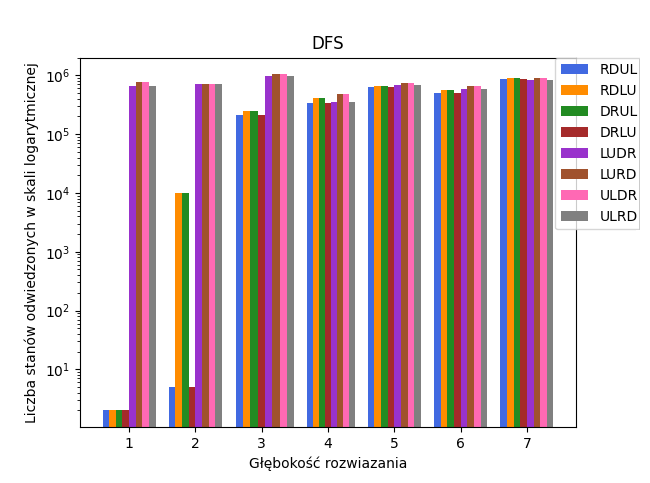 DFS
Liczba stanów odwiedzonych w skali logarytmicznej
10^6
10^5
10^4
10^3
10^2
10^1
1 2 3 4 5 6 7
Głębokość rozwiazania
RDUL
RDLU
DRUL
DRLU
LUDR
LURD
ULDR
ULRD